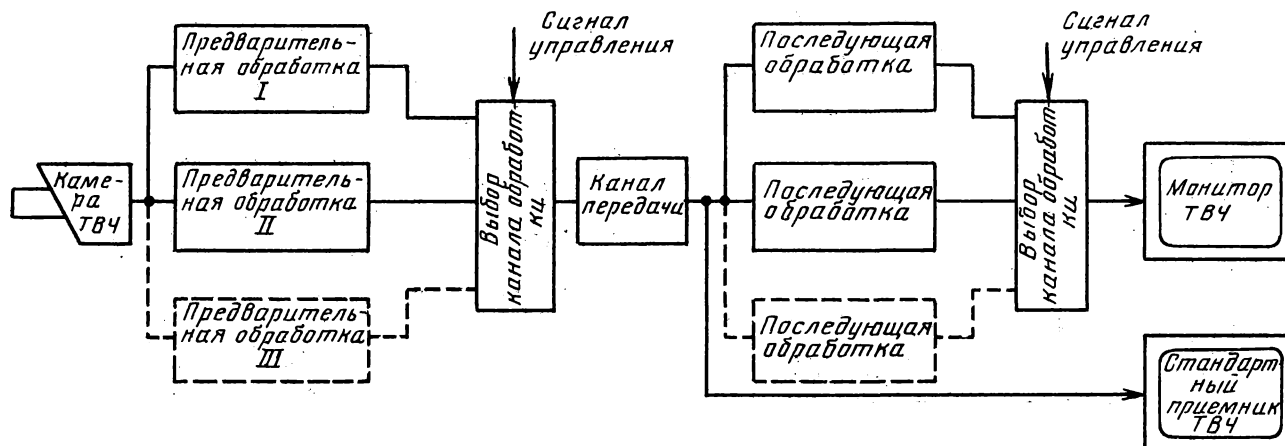 Сигнал
управления
Сигнал
управления
Предваритель-
ная обработка
I
Последующая
обработка
Каме-
ра
ТВЧ
Предваритель-
ная обработка
II
Выбор
канала обработ-
ки
Канал
передачи
Последующая
обработка
Выбор
канала обработ-
ки
Монитор
ТВЧ
Предваритель-
ная обработка
III
Последующая
обработка
Стандарт-
ный
приемник
ТВЧ